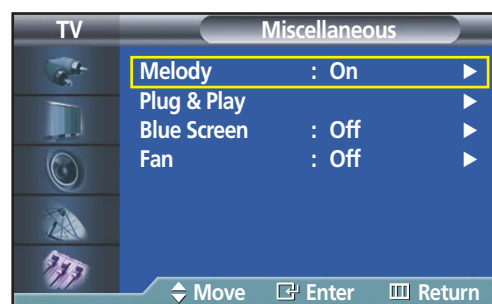 TV Miscellaneous
Melody : On
Plug & Play
Blue Screen : Off
Fan : Off
Move Enter Return